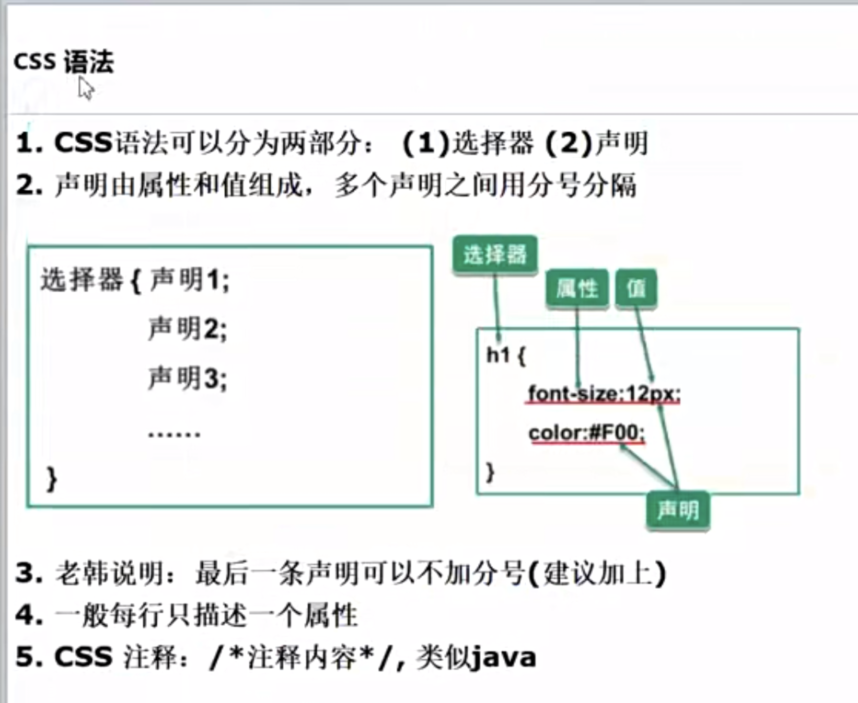 CSS 语法
1. CSS语法可以分为两部分： (1)选择器 (2)声明
2. 声明由属性和值组成，多个声明之间用分号分隔
选择器 { 声明1;
声明2;
声明3;
......
}
选择器
属性 值
h1 {
font-size:12px;
color:#F00;
}
声明
3. 老韩说明：最后一条声明可以不加分号(建议加上)
4. 一般每行只描述一个属性
5. CSS 注释：/*注释内容*/, 类似java